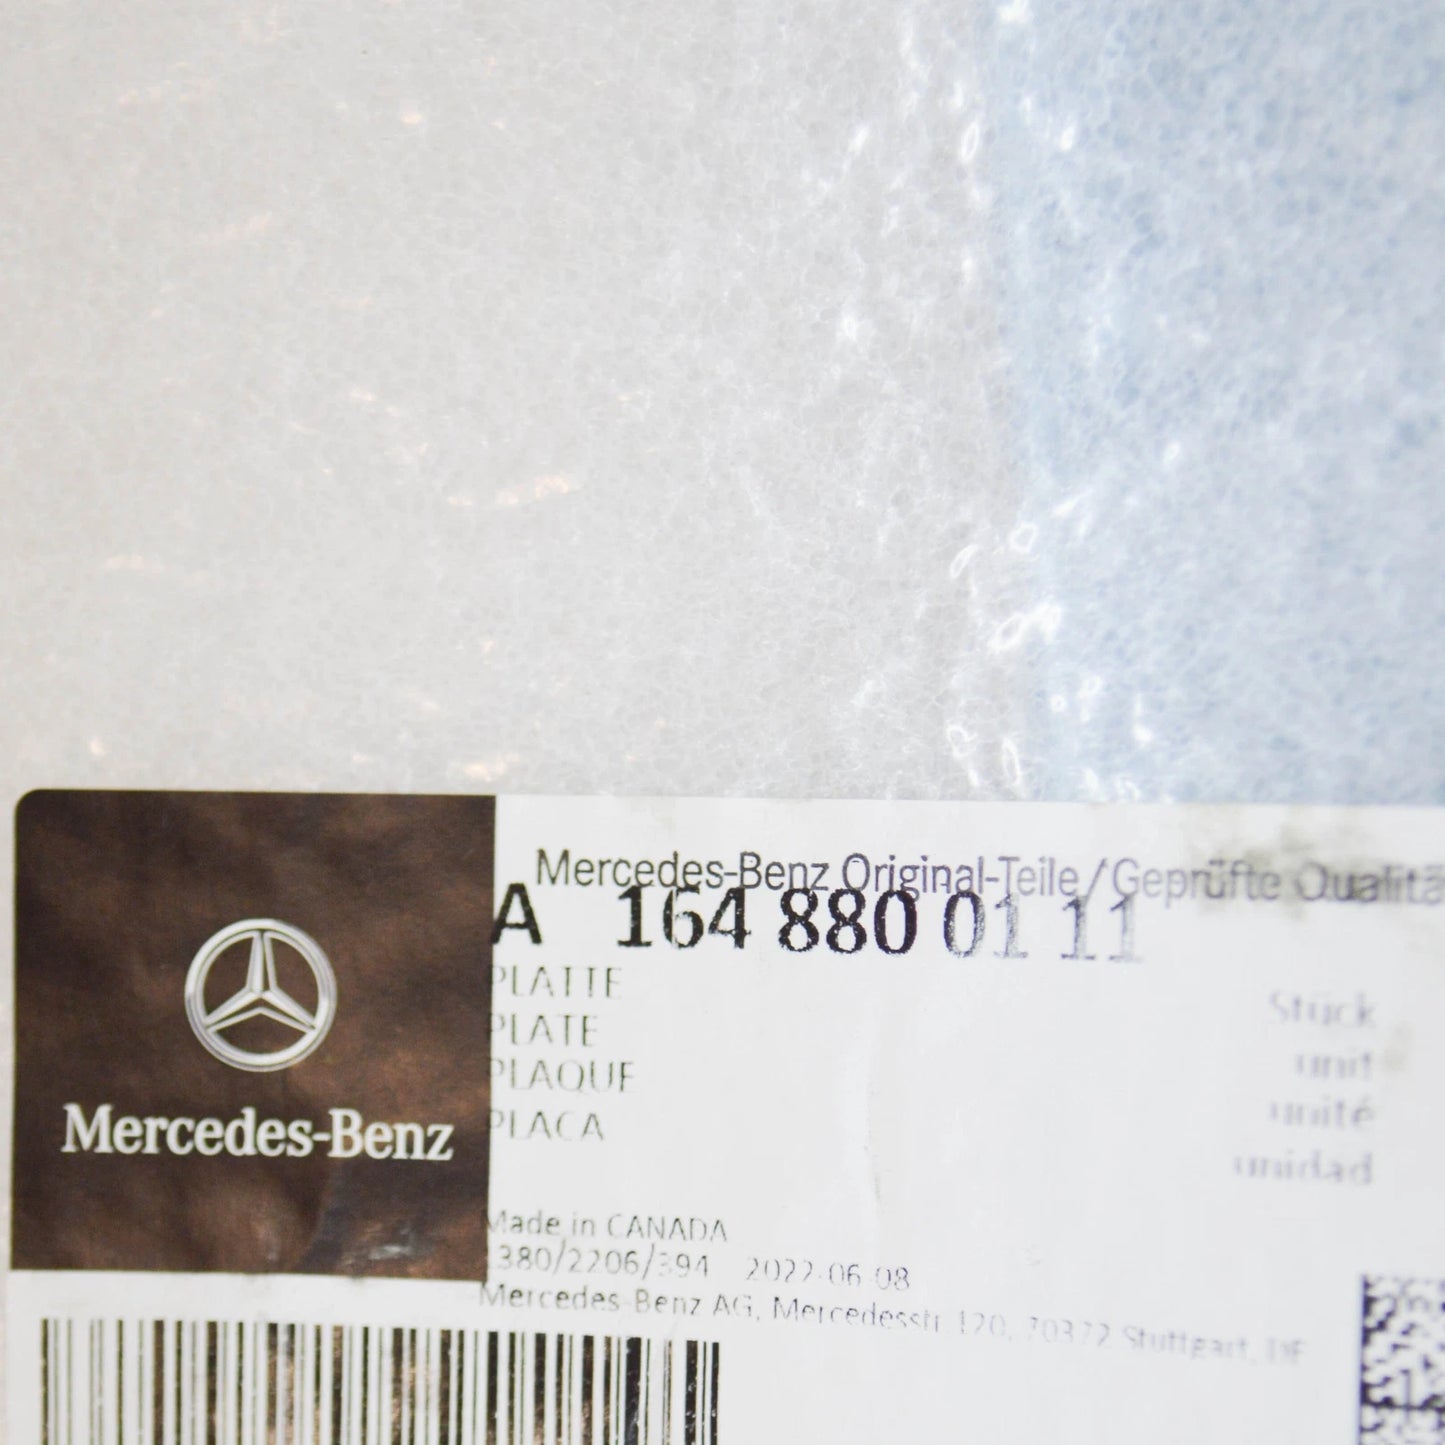 Mercedes-Benz Original-Teile/Geprüfte Qualitä
A 164 880 01 11
PLATTE
PLATE
PLAQUE
PLACA
Stück
unit
unité
unidad
Mercedes-Benz
Made in CANADA
1380/2206/394 2022-06-08
Mercedes-Benz AG, Mercedesstr. 120, 70372 Stuttgart, DE